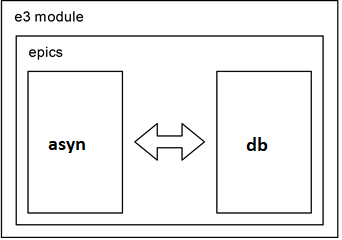 e3 module
epics
asyn
db